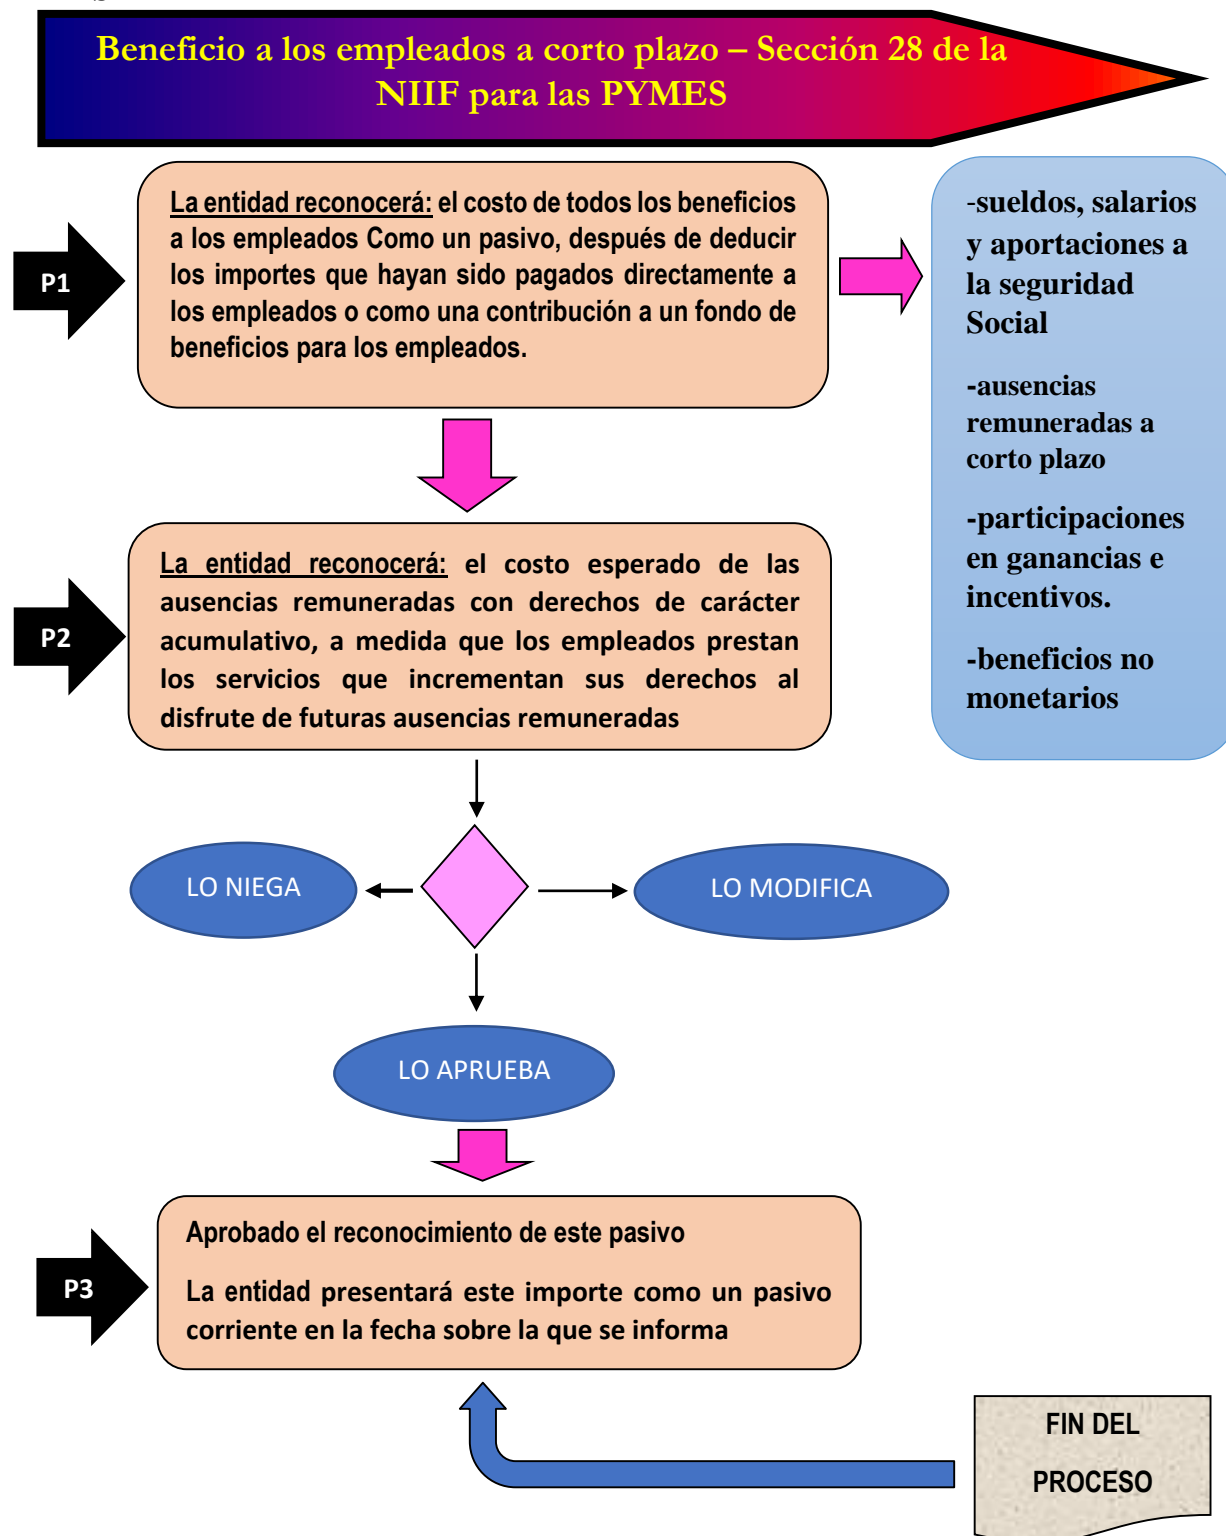 Beneficio a los empleados a corto plazo – Sección 28 de la
NIIF para las PYMES
P1
La entidad reconocerá: el costo de todos los beneficios
a los empleados Como un pasivo, después de deducir
los importes que hayan sido pagados directamente a
los empleados o como una contribución a un fondo de
beneficios para los empleados.
-sueldos, salarios
y aportaciones a
la seguridad
Social
-ausencias
remuneradas a
corto plazo
-participaciones
en ganancias e
incentivos.
-beneficios no
monetarios
P2
La entidad reconocerá: el costo esperado de las
ausencias remuneradas con derechos de carácter
acumulativo, a medida que los empleados prestan
los servicios que incrementan sus derechos al
disfrute de futuras ausencias remuneradas
LO NIEGA
LO MODIFICA
LO APRUEBA
P3
Aprobado el reconocimiento de este pasivo
La entidad presentará este importe como un pasivo
corriente en la fecha sobre la que se informa
FIN DEL
PROCESO